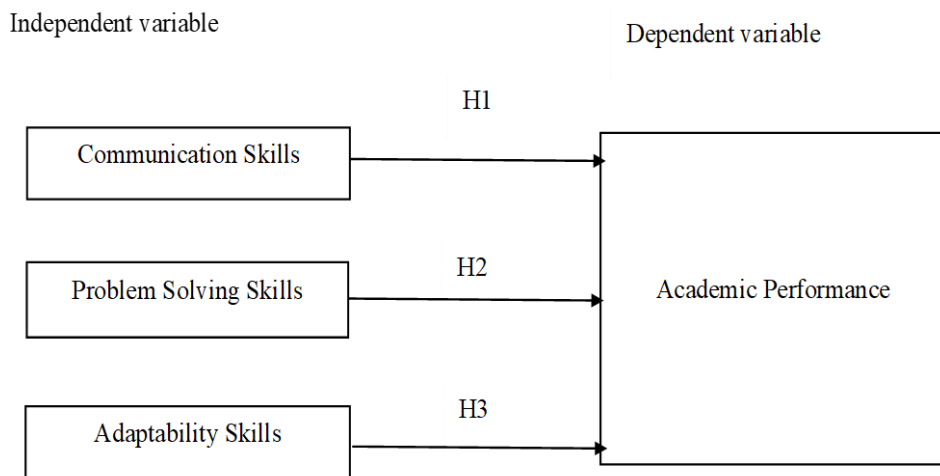 Independent variable
Dependent variable
H1
Communication Skills
H2
Problem Solving Skills
Academic Performance
H3
Adaptability Skills